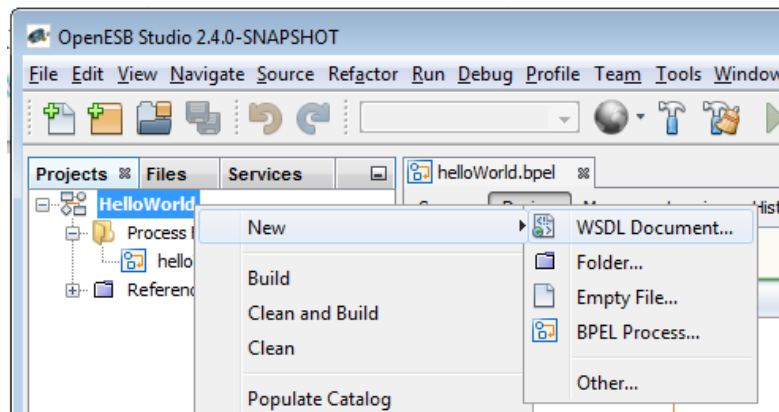 OpenESB Studio 2.4.0-SNAPSHOT
File Edit View Navigate Source Refactor Run Debug Profile Team Tools Window
Projects Files Services
helloWorld.bpel
HelloWorld
New
WSDL Document...
Process
hello
Folder...
Build
Empty File...
Clean and Build
BPEL Process...
Clean
Other...
Populate Catalog